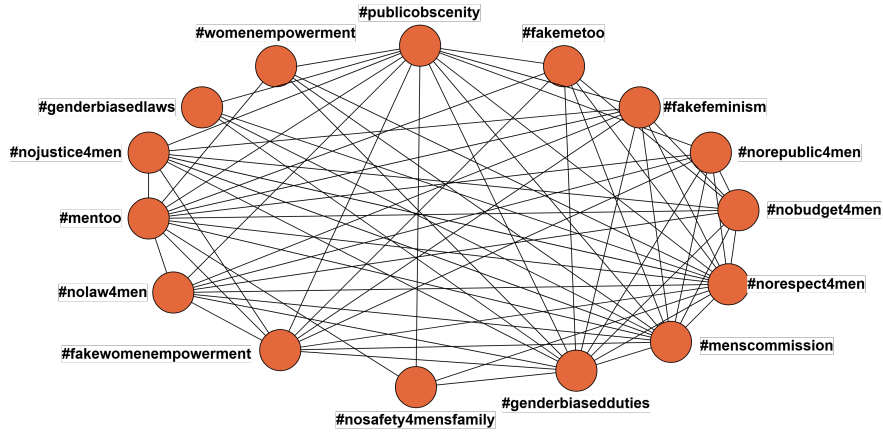 #publicobscenity
#womenempowerment
#fakemetoo
#genderbiasedlaws
#fakefeminism
#nojustice4men
#norepublic4men
#mentoo
#nobudget4men
#nolaw4men
#norespect4men
#fakewomenempowerment
#menscommission
#nosafety4mensfamily
#genderbiasedduties